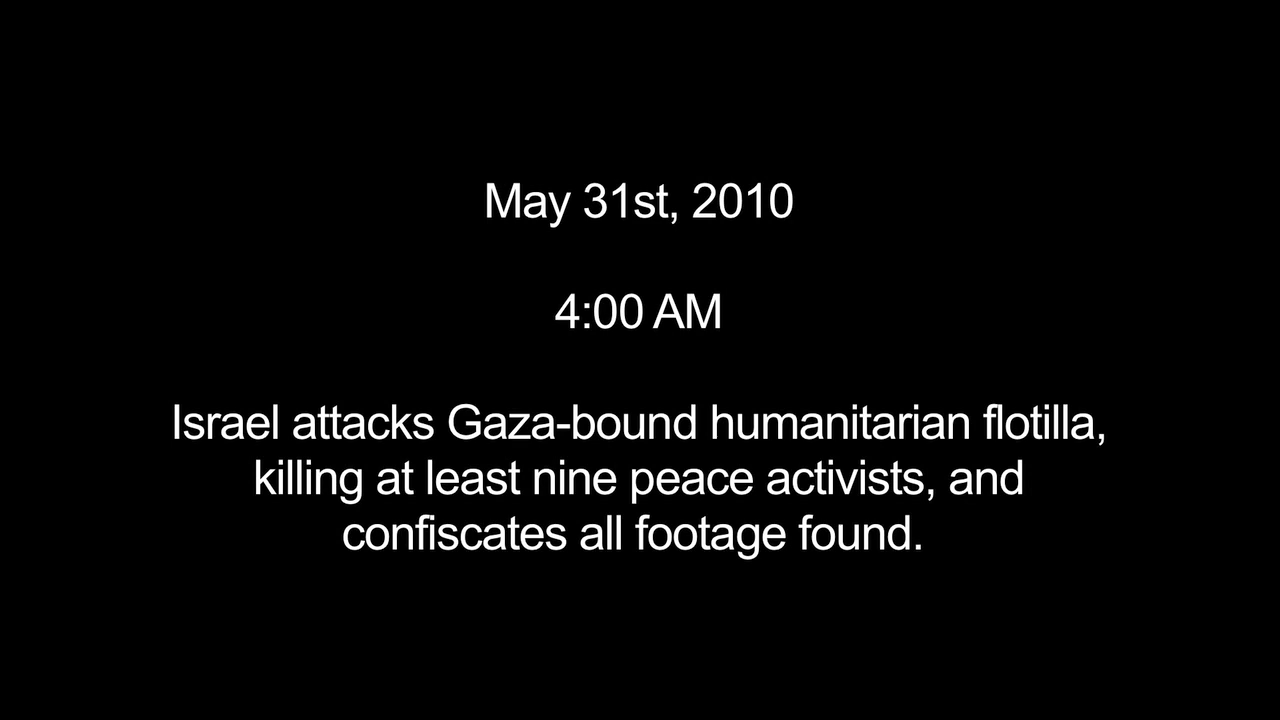 May 31st, 2010
4:00 AM
Israel attacks Gaza-bound humanitarian flotilla,
killing at least nine peace activists, and
confiscates all footage found.